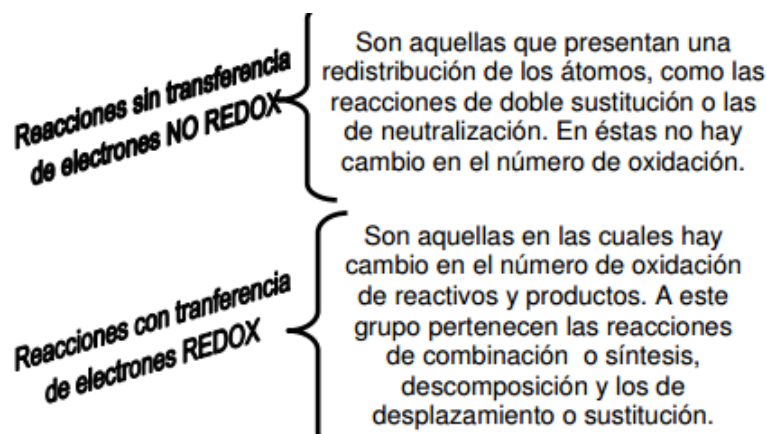 Reacciones sin transferencia
de electrones NO REDOX
Son aquellas que presentan una
redistribución de los átomos, como las
reacciones de doble sustitución o las
de neutralización. En éstas no hay
cambio en el número de oxidación.
Reacciones con tranferencia
de electrones REDOX
Son aquellas en las cuales hay
cambio en el número de oxidación
de reactivos y productos. A este
grupo pertenecen las reacciones
de combinación o síntesis,
descomposición y los de
desplazamiento o sustitución.